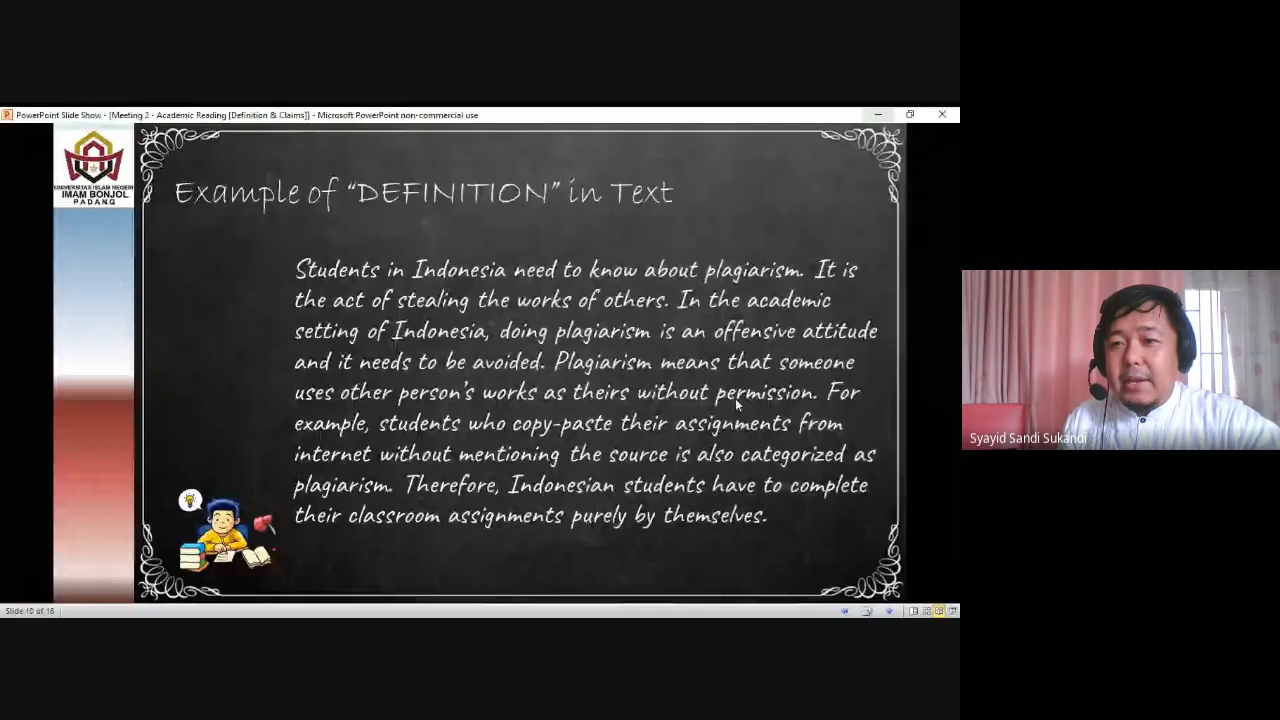 PowerPoint Slide Show - [Meeting 2 - Academic Reading [Definition & Claims]] - Microsoft PowerPoint non-commercial use
UNIVERSITAS ISLAM NEGERI
IMAM BONJOL
PADANG
Example of "DEFINITION" in Text
Students in Indonesia need to know about plagiarism. It is
the act of stealing the works of others. In the academic
setting of Indonesia, doing plagiarism is an offensive attitude
and it needs to be avoided. Plagiarism means that someone
uses other person's works as theirs without permission. For
example, students who copy-paste their assignments from
internet without mentioning the source is also categorized as
plagiarism. Therefore, Indonesian students have to complete
their classroom assignments purely by themselves.
Slide 10 of 16
Syayid Sandi Sukandi